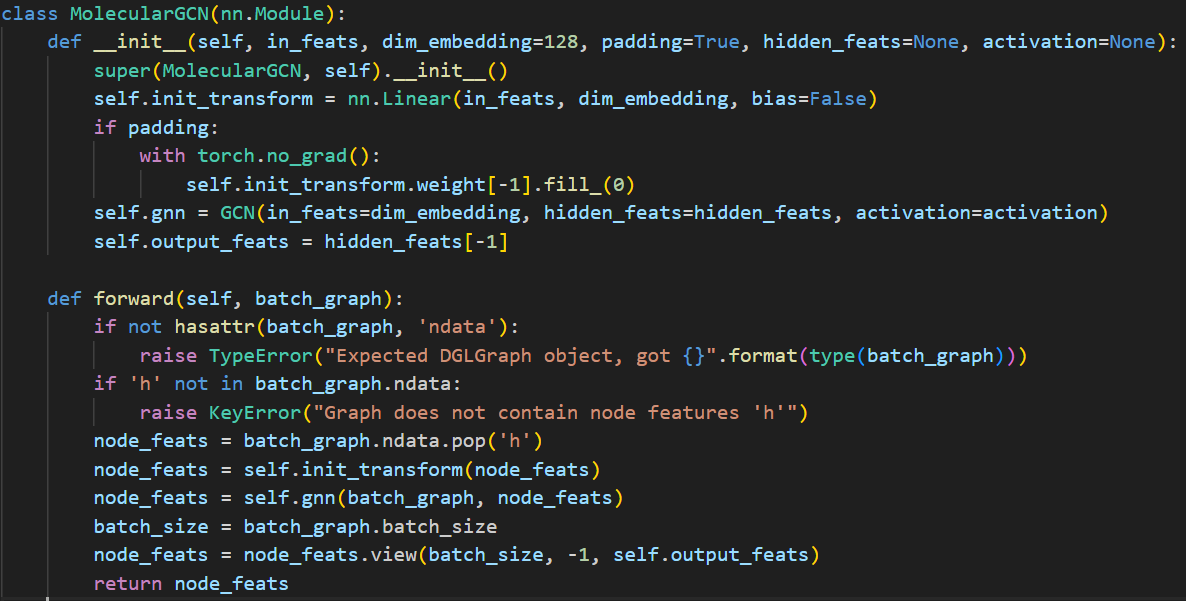 class MolecularGCN(nn.Module):
    def __init__(self, in_feats, dim_embedding=128, padding=True, hidden_feats=None, activation=None):
        super(MolecularGCN, self).__init__()
        self.init_transform = nn.Linear(in_feats, dim_embedding, bias=False)
        if padding:
            with torch.no_grad():
                self.init_transform.weight[-1].fill_(0)
        self.gnn = GCN(in_feats=dim_embedding, hidden_feats=hidden_feats, activation=activation)
        self.output_feats = hidden_feats[-1]

    def forward(self, batch_graph):
        if not hasattr(batch_graph, 'ndata'):
            raise TypeError("Expected DGLGraph object, got {}".format(type(batch_graph)))
        if 'h' not in batch_graph.ndata:
            raise KeyError("Graph does not contain node features 'h'")
        node_feats = batch_graph.ndata.pop('h')
        node_feats = self.init_transform(node_feats)
        node_feats = self.gnn(batch_graph, node_feats)
        batch_size = batch_graph.batch_size
        node_feats = node_feats.view(batch_size, -1, self.output_feats)
        return node_feats